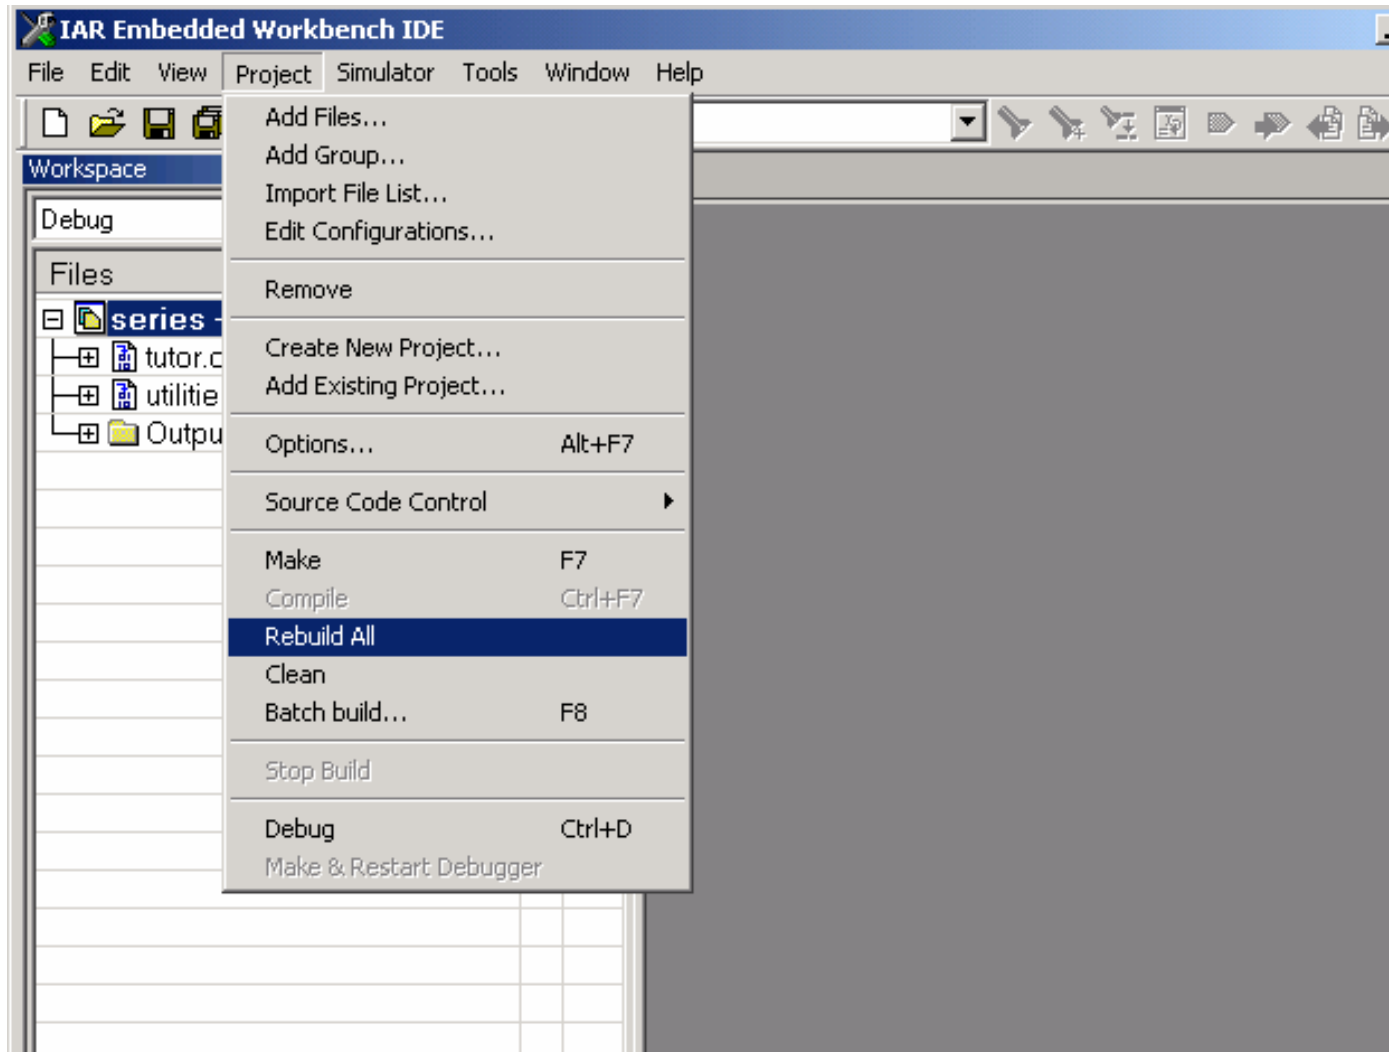 IAR Embedded Workbench IDE
File Edit View Project Simulator Tools Window Help
Workspace
Debug
Files
series -
tutor.c
utilitie
Outpu
Add Files...
Add Group...
Import File List...
Edit Configurations...
Remove
Create New Project...
Add Existing Project...
Options... Alt+F7
Source Code Control
Make F7
Compile Ctrl+F7
Rebuild All
Clean
Batch build... F8
Stop Build
Debug Ctrl+D
Make & Restart Debugger